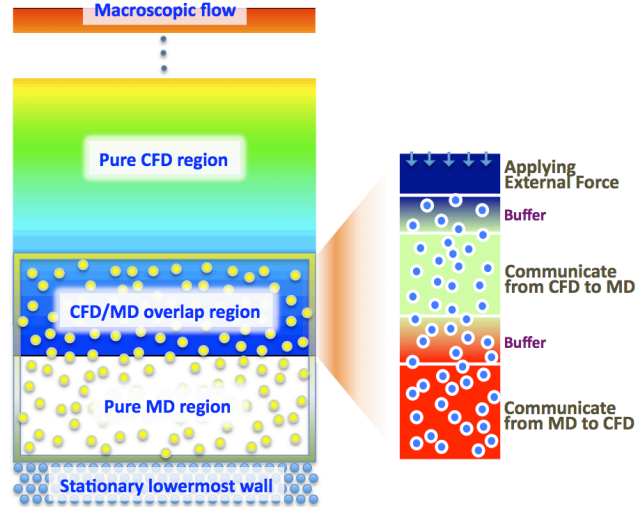 Macroscopic flow
Pure CFD region
CFD/MD overlap region
Pure MD region
Stationary lowermost wall
Applying
External Force
Buffer
Communicate
from CFD to MD
Buffer
Communicate
from MD to CFD